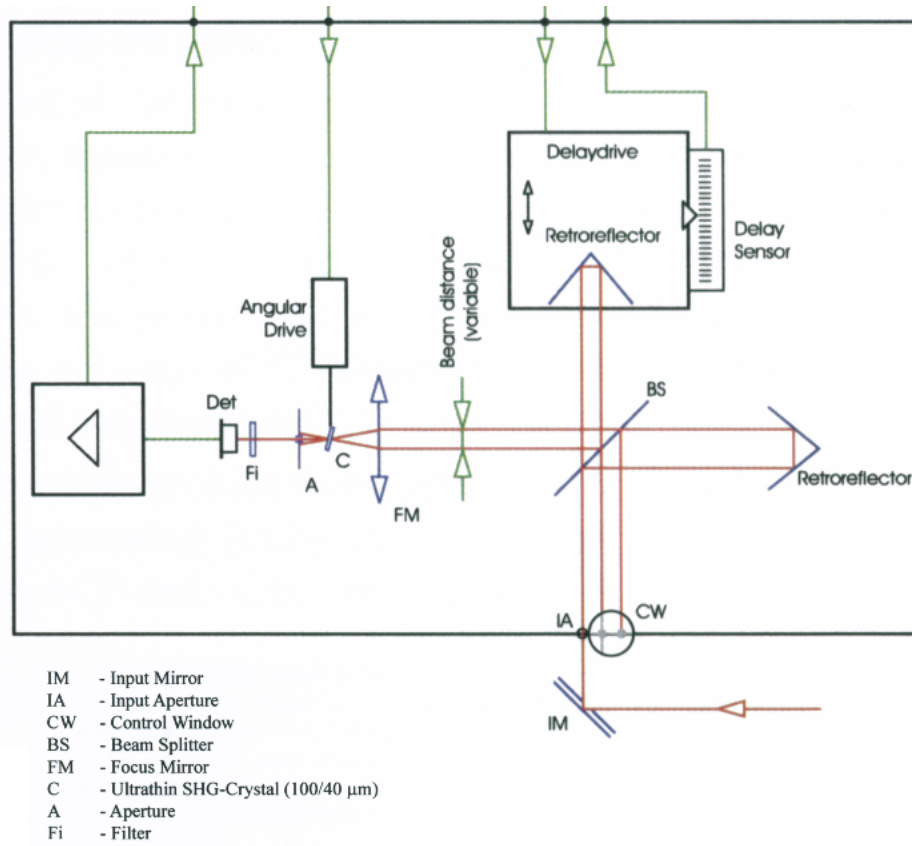 Delaydrive
Retroreflector
Delay
Sensor
Beam distance
(variable)
Angular
Drive
BS
Det
Fi
A
C
FM
Retroreflector
IA
CW
IM
IM - Input Mirror
IA - Input Aperture
CW - Control Window
BS - Beam Splitter
FM - Focus Mirror
C - Ultrathin SHG-Crystal (100/40 µm)
A - Aperture
Fi - Filter